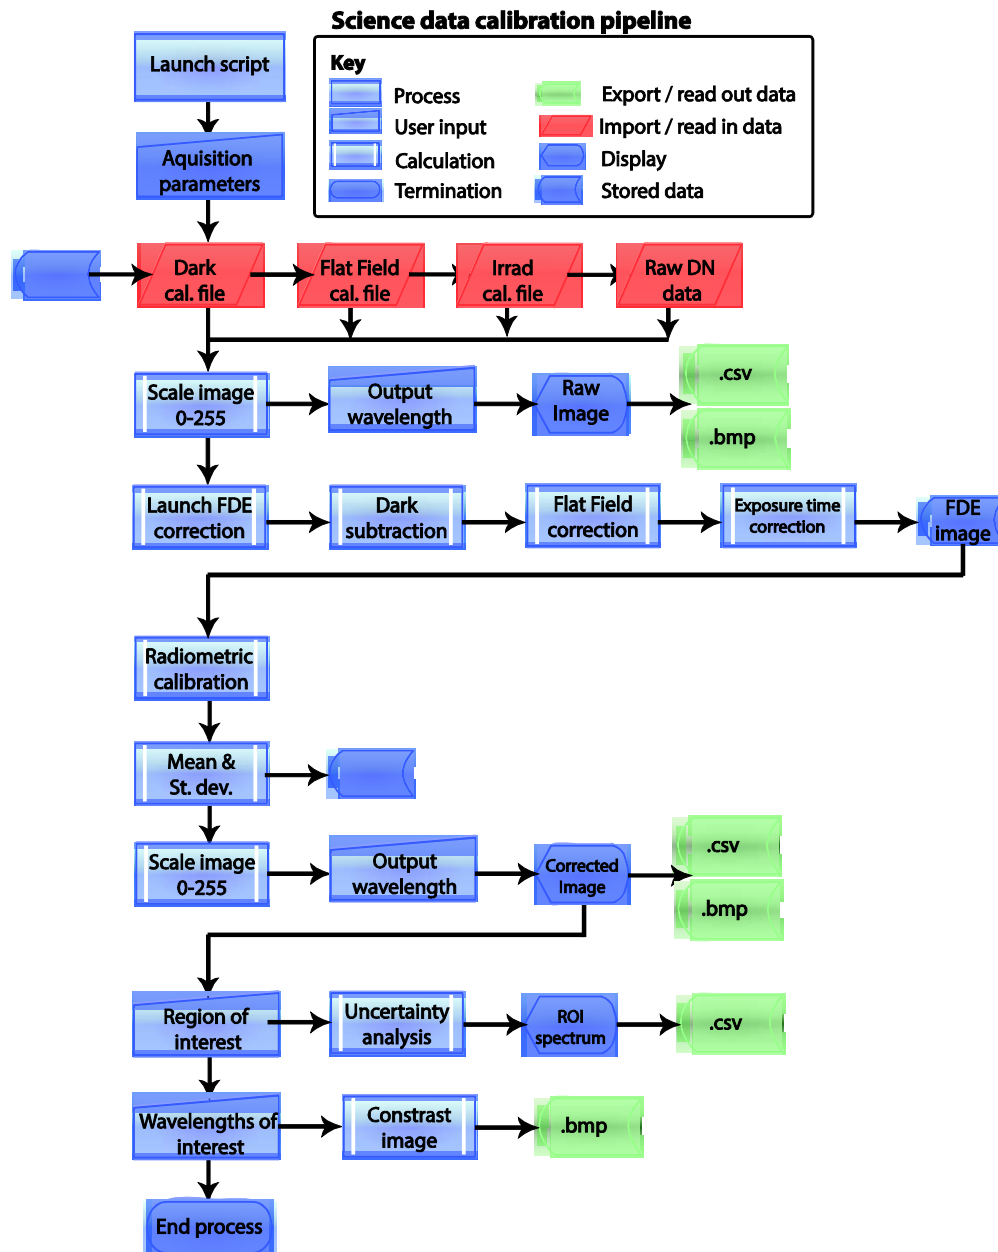 Science data calibration pipeline
Launch script
Key
Process
User input
Calculation
Termination
Export / read out data
Import / read in data
Display
Stored data
Aquisition
parameters
Dark
cal. file
Flat Field
cal. file
Irrad
cal. file
Raw DN
data
Scale image
0-255
Output
wavelength
Raw
Image
.csv
.bmp
Launch FDE
correction
Dark
subtraction
Flat Field
correction
Exposure time
correction
FDE
image
Radiometric
calibration
Mean &
St. dev.
Scale image
0-255
Output
wavelength
Corrected
Image
.csv
.bmp
Region of
interest
Uncertainty
analysis
ROI
spectrum
.csv
Wavelengths of
interest
Constrast
image
.bmp
End process